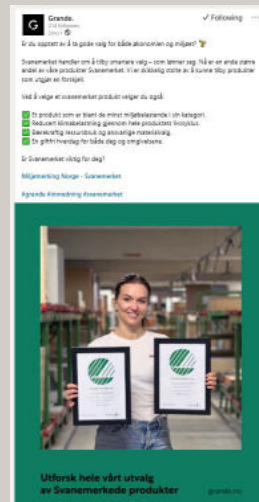 Grande.
Following
Er du opptatt av å ta gode valg for både økonomien og miljøet?
Svanemerket handler om å tilby smartere valg – som lønner seg. Nå er en enda større
andel av våre produkter Svanemerket. Vi er skikkelig stolte av å kunne tilby produkter
som utgjør en forskjell.
Ved å velge et svanemerket produkt velger du også:
Et produkt som er blant de minst miljøbelastende i sin kategori.
Redusert klimabelastning gjennom hele produktets livssyklus.
Bærekraftig ressursbruk og ansvarlige materialvalg.
En giftfri hverdag for både deg og omgivelsene.
Er Svanemerket viktig for deg?
Miljømerking Norge - Svanemerket
#grande #innredning #svanemerket
Utforsk hele vårt utvalg
av Svanemerkede produkter
grande.no